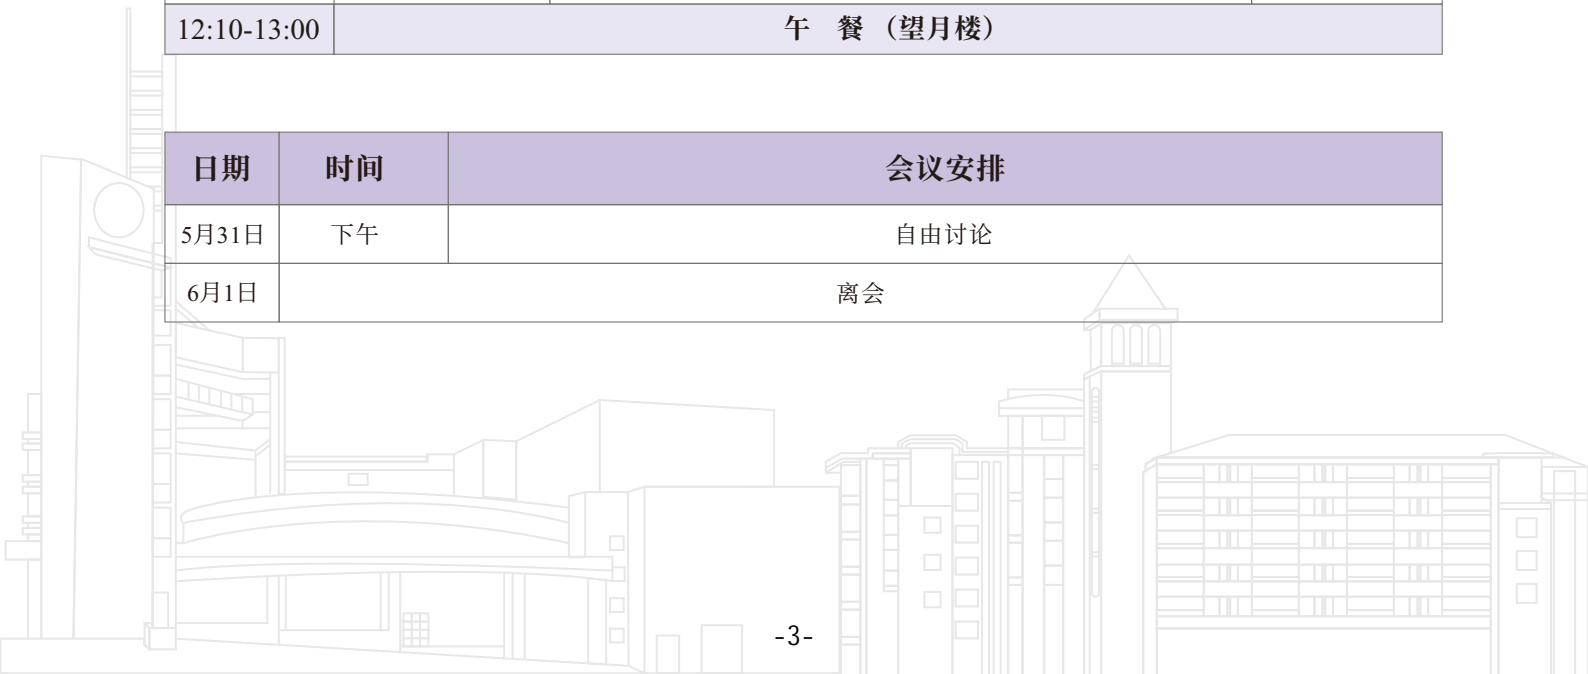 12:10-13:00 午 餐 （望月楼）
日期 时间 会议安排
5月31日 下午 自由讨论
6月1日 离会
-3-